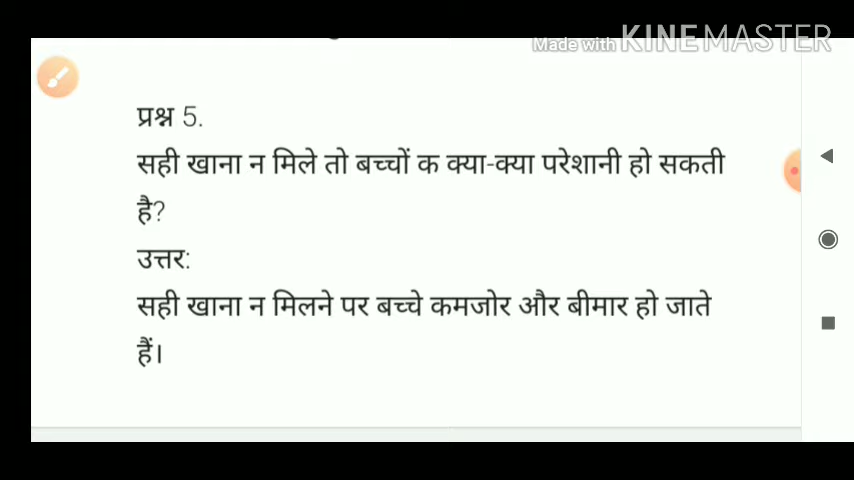 Made with KINEMASTER
प्रश्न 5.
सही खाना न मिले तो बच्चों क क्या-क्या परेशानी हो सकती
है?
उत्तर:
सही खाना न मिलने पर बच्चे कमजोर और बीमार हो जाते
हैं।